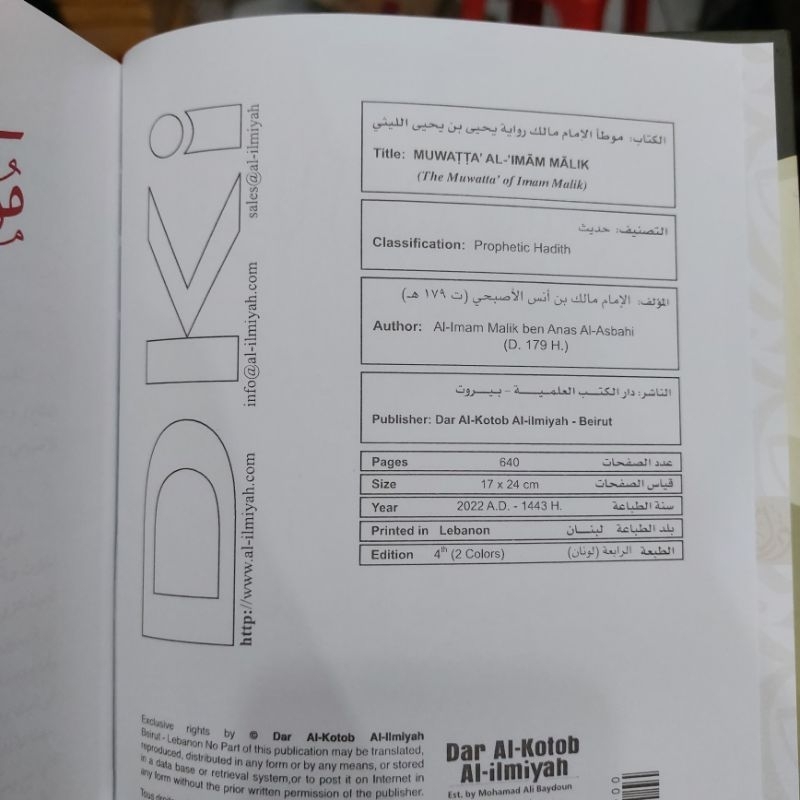 الكتاب: موطأ الإمام مالك رواية يحيى بن يحيى الليثي
Title: MUWAṬṬA' AL-'IMĀM MĀLIK
(The Muwatta' of Imam Malik)
التصنيف: حديث
Classification: Prophetic Hadith
المؤلف: الإمام مالك بن أنس الأصبحي (ت ١٧٩ هـ)
Author: Al-Imam Malik ben Anas Al-Asbahi
(D. 179 H.)
الناشر: دار الكتب العلميـــة - بيــروت
Publisher: Dar Al-Kotob Al-ilmiyah - Beirut
Pages 640 عدد الصفحات
Size 17 x 24 cm قياس الصفحات
Year 2022 A.D. - 1443 H. سنة الطباعة
Printed in Lebanon بلد الطباعة لبنــان
Edition 4th (2 Colors) الطبعة الرابعة (لونان)
DKi
http://www.al-ilmiyah.com info@al-ilmiyah.com sales@al-ilmiyah
Exclusive rights by © Dar Al-Kotob Al-Ilmiyah
Beirut - Lebanon No Part of this publication may be translated,
reproduced, distributed in any form or by any means, or stored
in a data base or retrieval system,or to post it on Internet in
any form without the prior written permission of the publisher.
Tous
Dar Al-Kotob
Al-ilmiyah
Est. by Mohamad Ali Baydoun